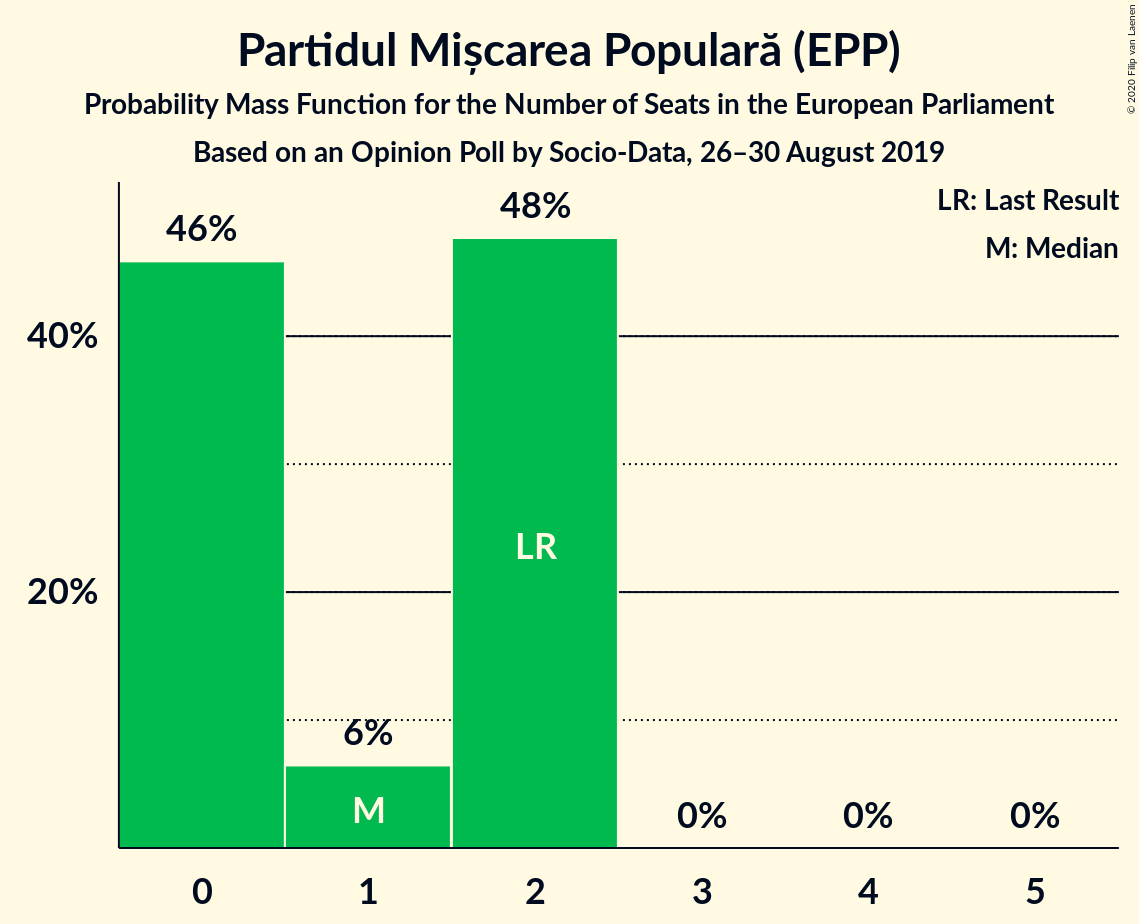 Partidul Mișcarea Populară (EPP)
Probability Mass Function for the Number of Seats in the European Parliament
Based on an Opinion Poll by Socio-Data, 26–30 August 2019
© 2020 Filip van Laenen
LR: Last Result
M: Median
46%
48%
40%
LR
20%
6%
M
0%
0%
0%
0
1
2
3
4
5